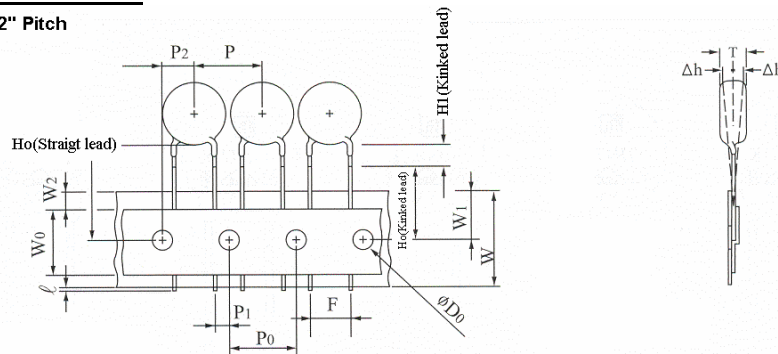 2" Pitch
P2
P
T
Δh
Δh
H1(Kinked lead)
Ho(Straigt lead)
W2
W0
Ho(Kinked lead)
W1
W
ℓ
P1
F
P0
øD0